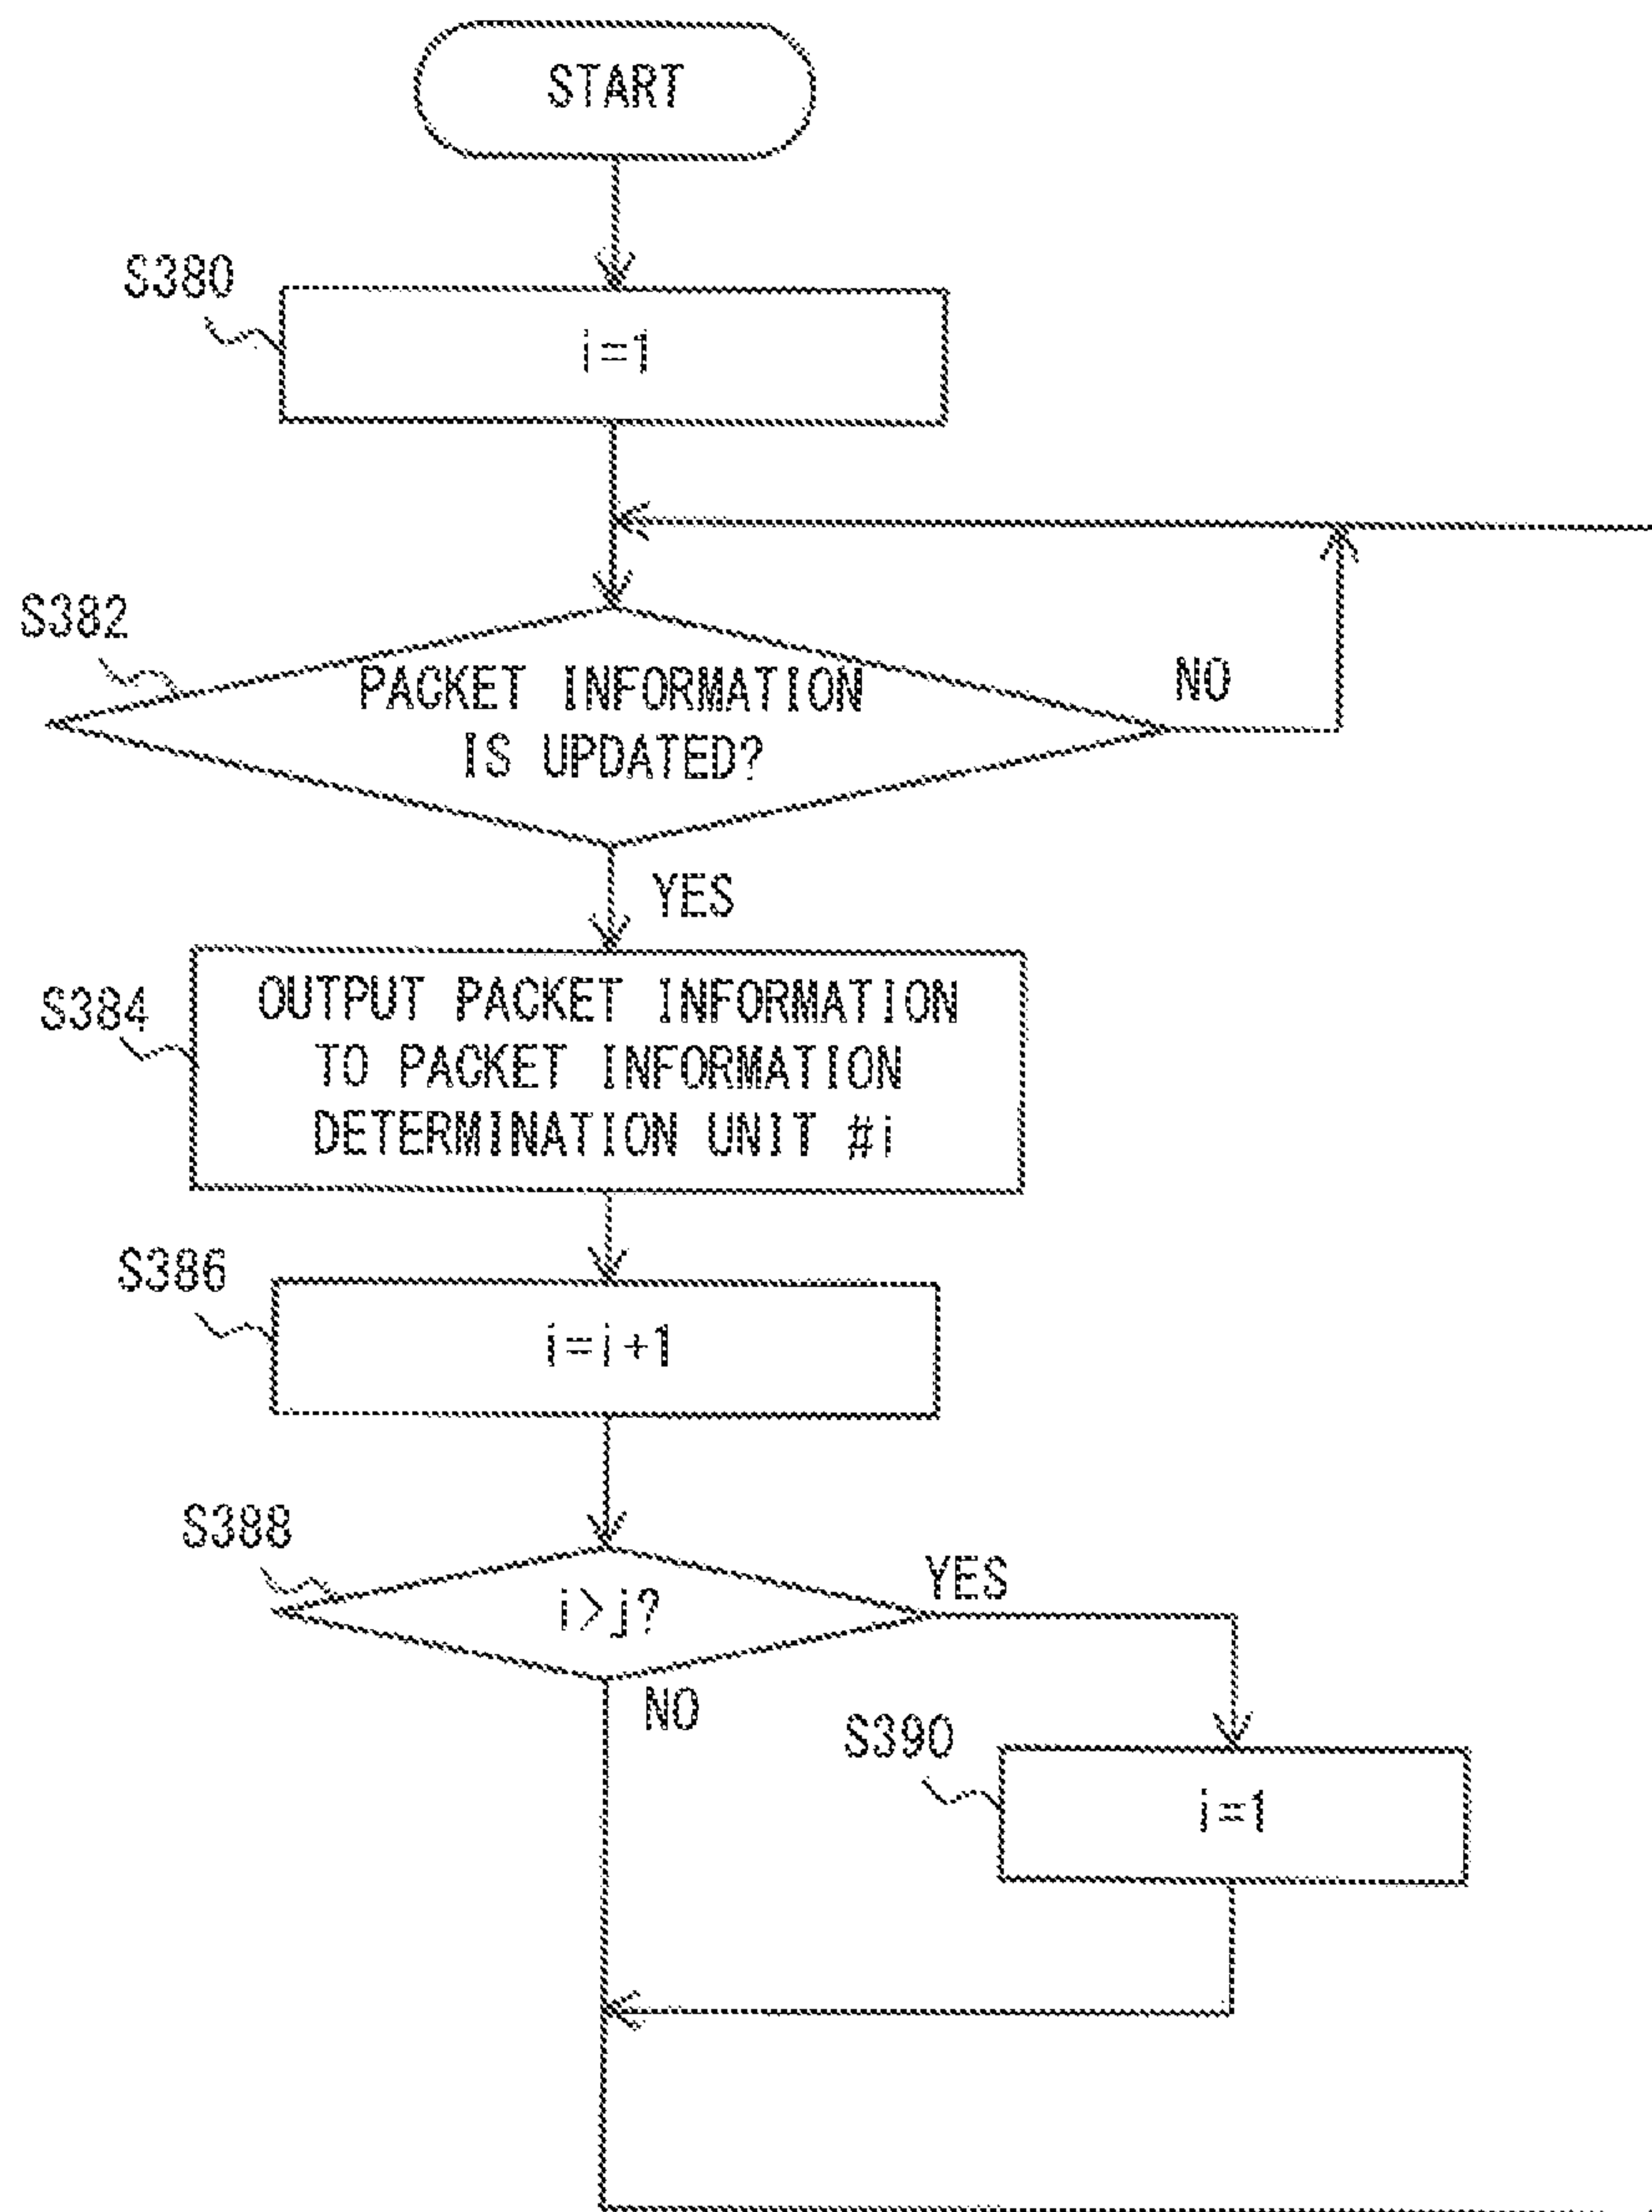 START
S380
i=1
S382
PACKET INFORMATION
IS UPDATED?
NO
YES
S384
OUTPUT PACKET INFORMATION
TO PACKET INFORMATION
DETERMINATION UNIT #i
S386
i=i+1
S388
i>j?
YES
NO
S390
i=1